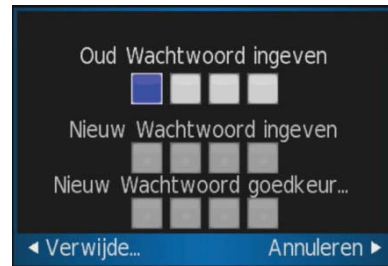 Oud Wachtwoord ingeven
Nieuw Wachtwoord ingeven
Nieuw Wachtwoord goedkeur...
◄ Verwijde... Annuleren ►